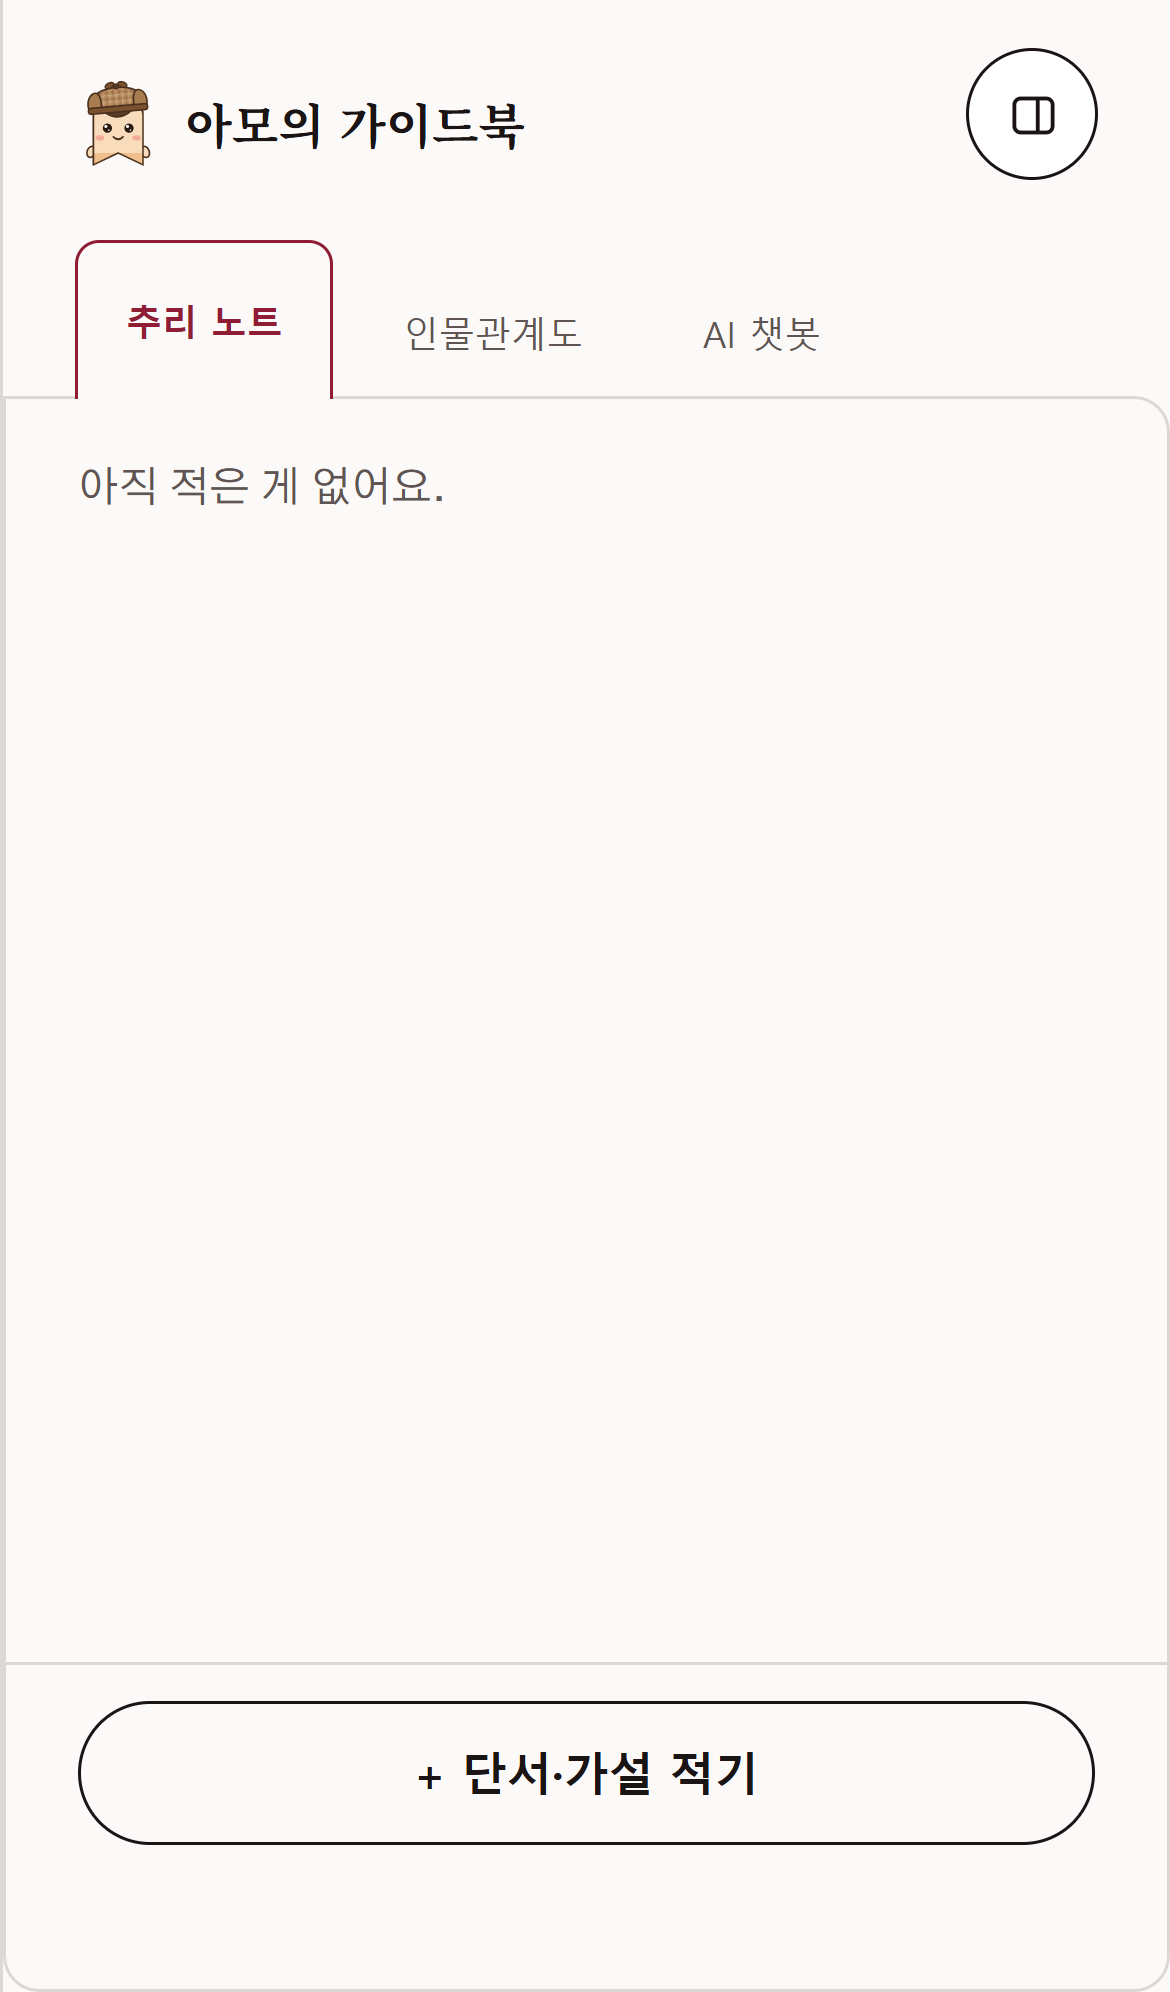 아모의 가이드북
추리 노트
인물관계도
AI 챗봇
아직 적은 게 없어요.
+ 단서·가설 적기